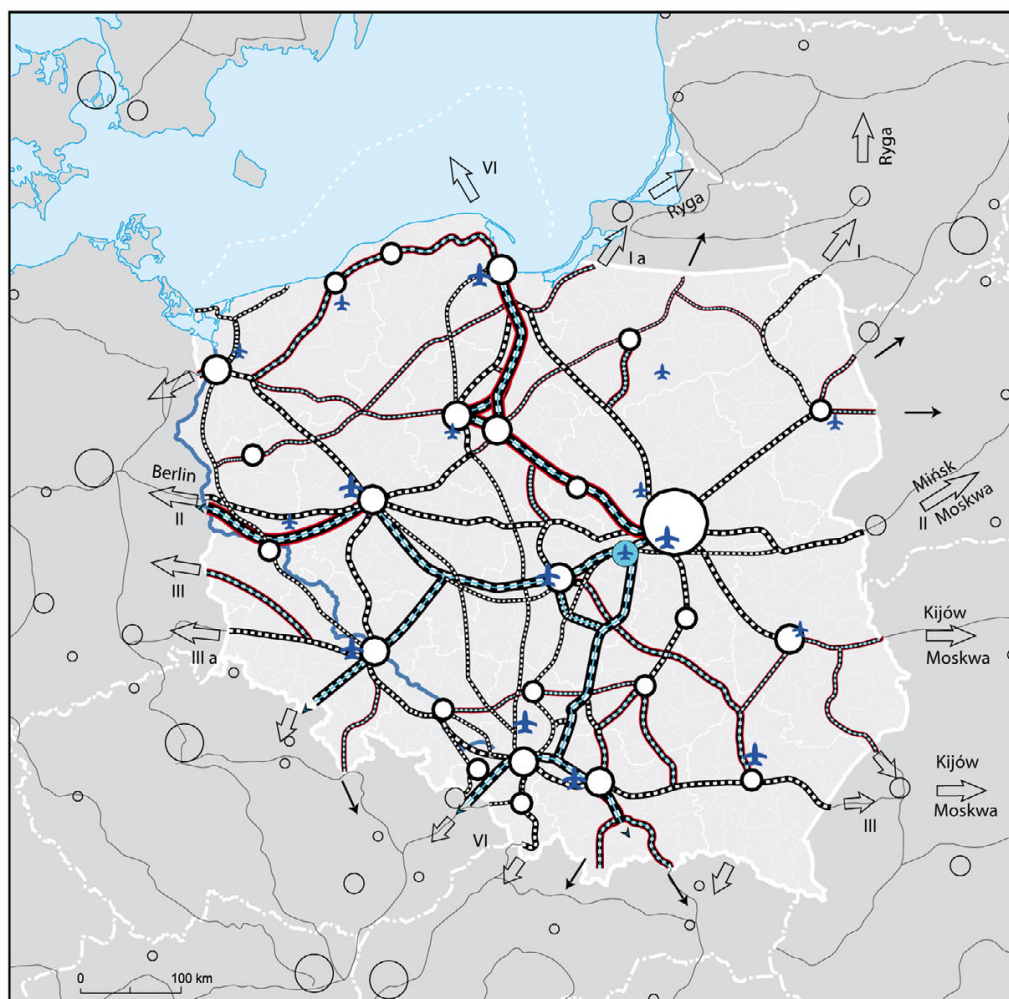 VI
Ryga
Ryga
I a
I
Berlin
II
Mińsk
II Moskwa
III
III a
Kijów
Moskwa
Kijów
Moskwa
III
VI
0 100 km